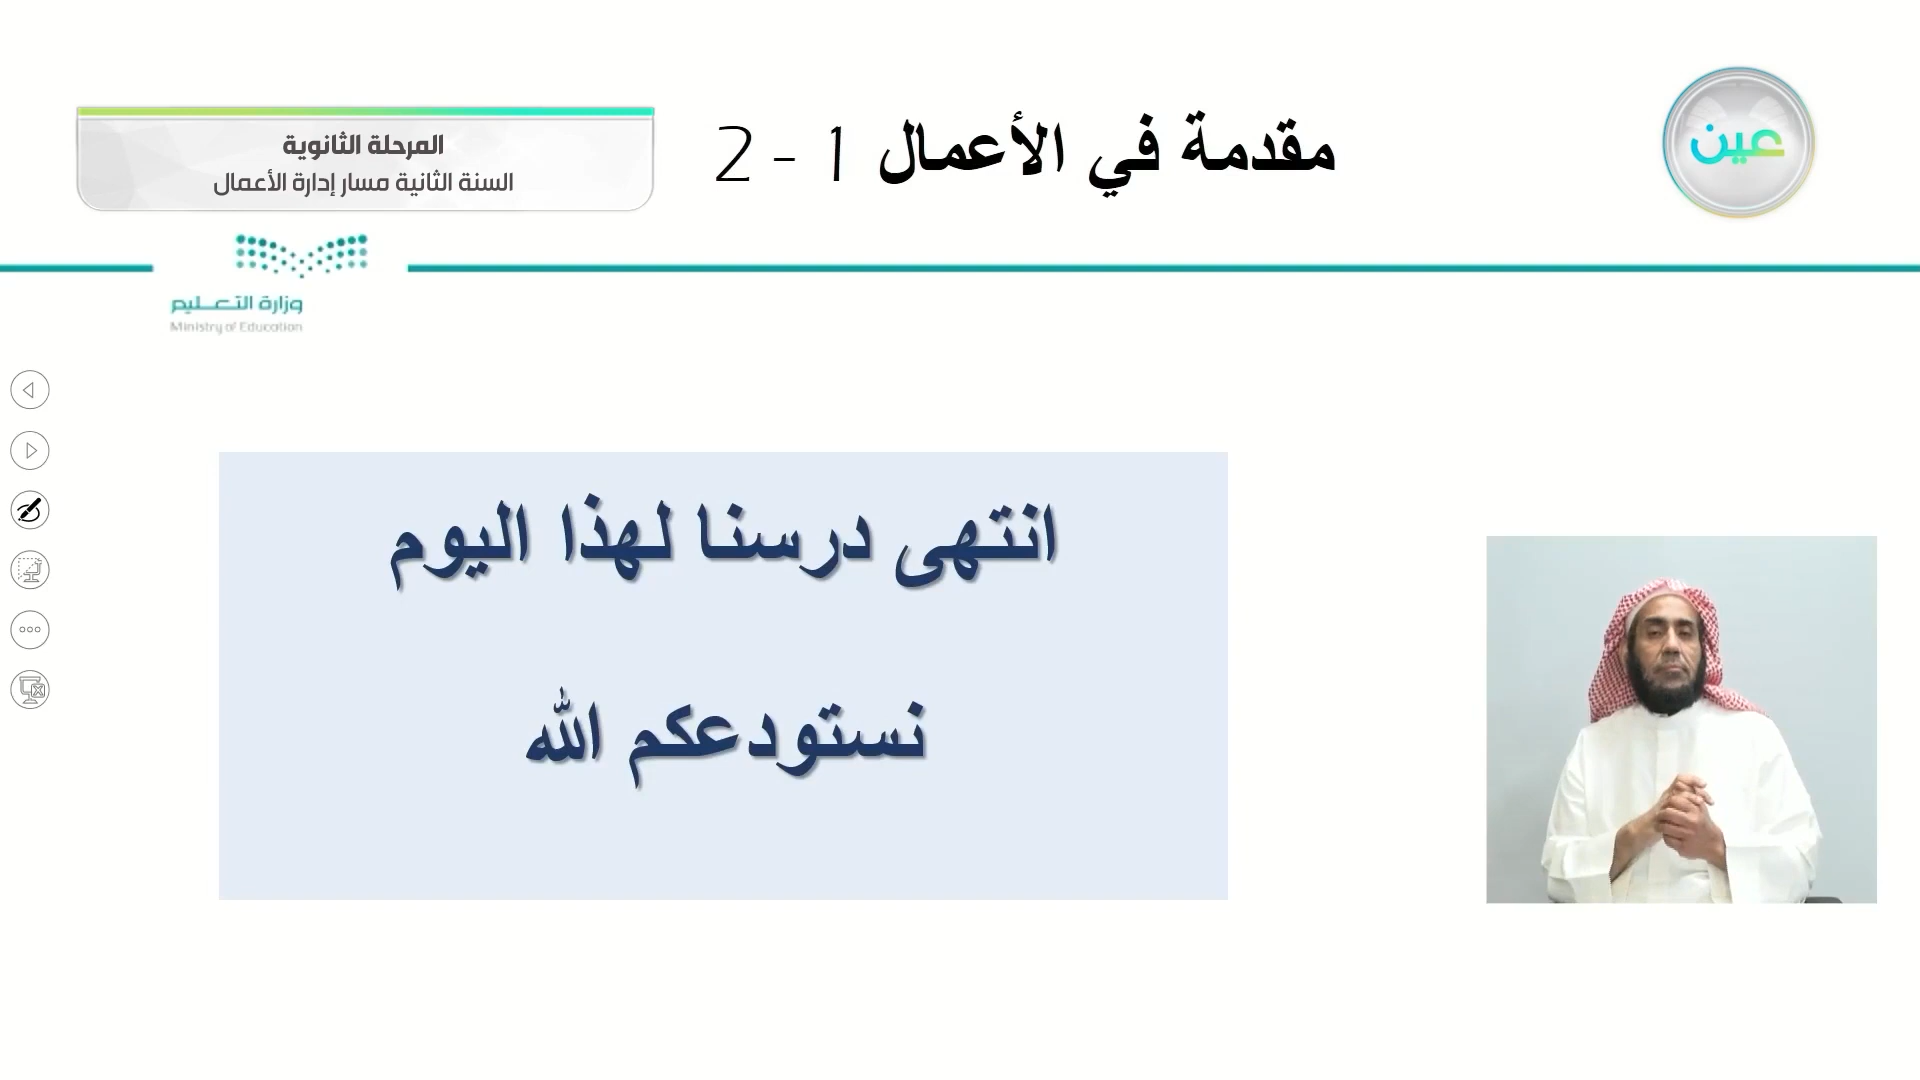 عين
مقدمة في الأعمال 1 - 2
المرحلة الثانوية
السنة الثانية مسار إدارة الأعمال
وزارة التعليم
Ministry of Education
انتهى درسنا لهذا اليوم
نستودعكم الله